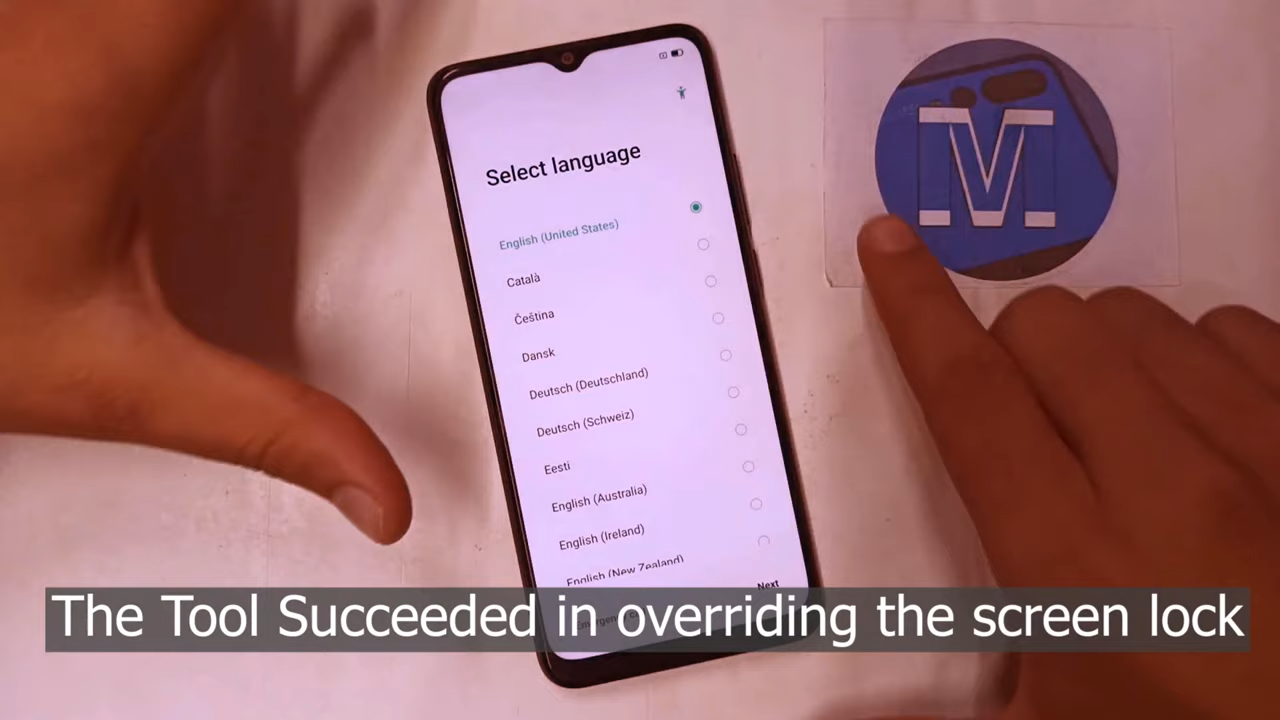 Select language
English (United States)
Català
Čeština
Dansk
Deutsch (Deutschland)
Deutsch (Schweiz)
Eesti
English (Australia)
English (Ireland)
English (New Zealand)
Next
M
The Tool Succeeded in overriding the screen lock